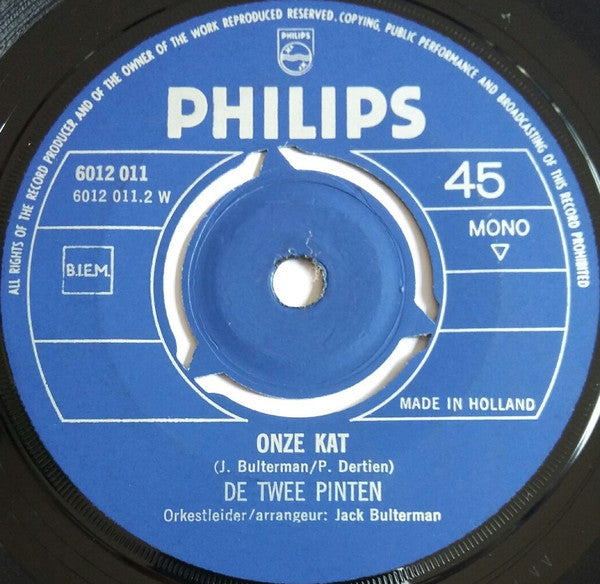 ALL RIGHTS OF THE RECORD PRODUCER AND OF THE OWNER OF THE WORK REPRODUCED RESERVED. COPYING, PUBLIC PERFORMANCE AND BROADCASTING OF THIS RECORD PROHIBITED
PHILIPS
PHILIPS
6012 011
6012 011.2 W
45
MONO
B.I.E.M.
MADE IN HOLLAND
ONZE KAT
(J. Bulterman/P. Dertien)
DE TWEE PINTEN
Orkestleider/arrangeur: Jack Bulterman